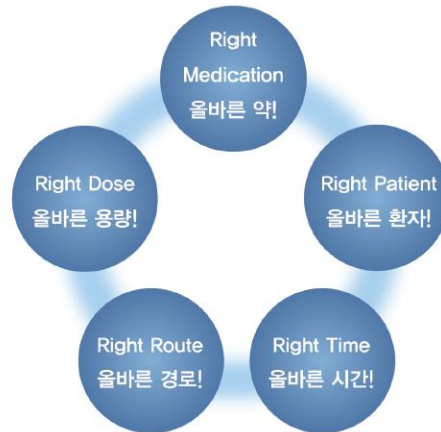 Right
Medication
올바른 약!
Right Dose
올바른 용량!
Right Patient
올바른 환자!
Right Route
올바른 경로!
Right Time
올바른 시간!